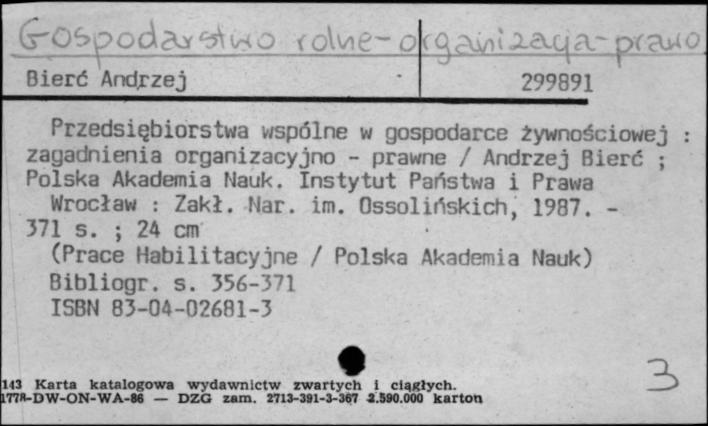 Gospodarstwo rolne-organizacja-prawo
Bierć Andrzej 299891
Przedsiębiorstwa wspólne w gospodarce żywnościowej :
zagadnienia organizacyjno - prawne / Andrzej Bierć ;
Polska Akademia Nauk. Instytut Państwa i Prawa
Wrocław : Zakł. Nar. im. Ossolińskich, 1987. -
371 s. ; 24 cm
(Prace Habilitacyjne / Polska Akademia Nauk)
Bibliogr. s. 356-371
ISBN 83-04-02681-3
3
143 Karta katalogowa wydawnictw zwartych i ciągłych.
177R-DW-ON-WA-86 — DZG zam. 2713-391-3-367 2.590.000 karton